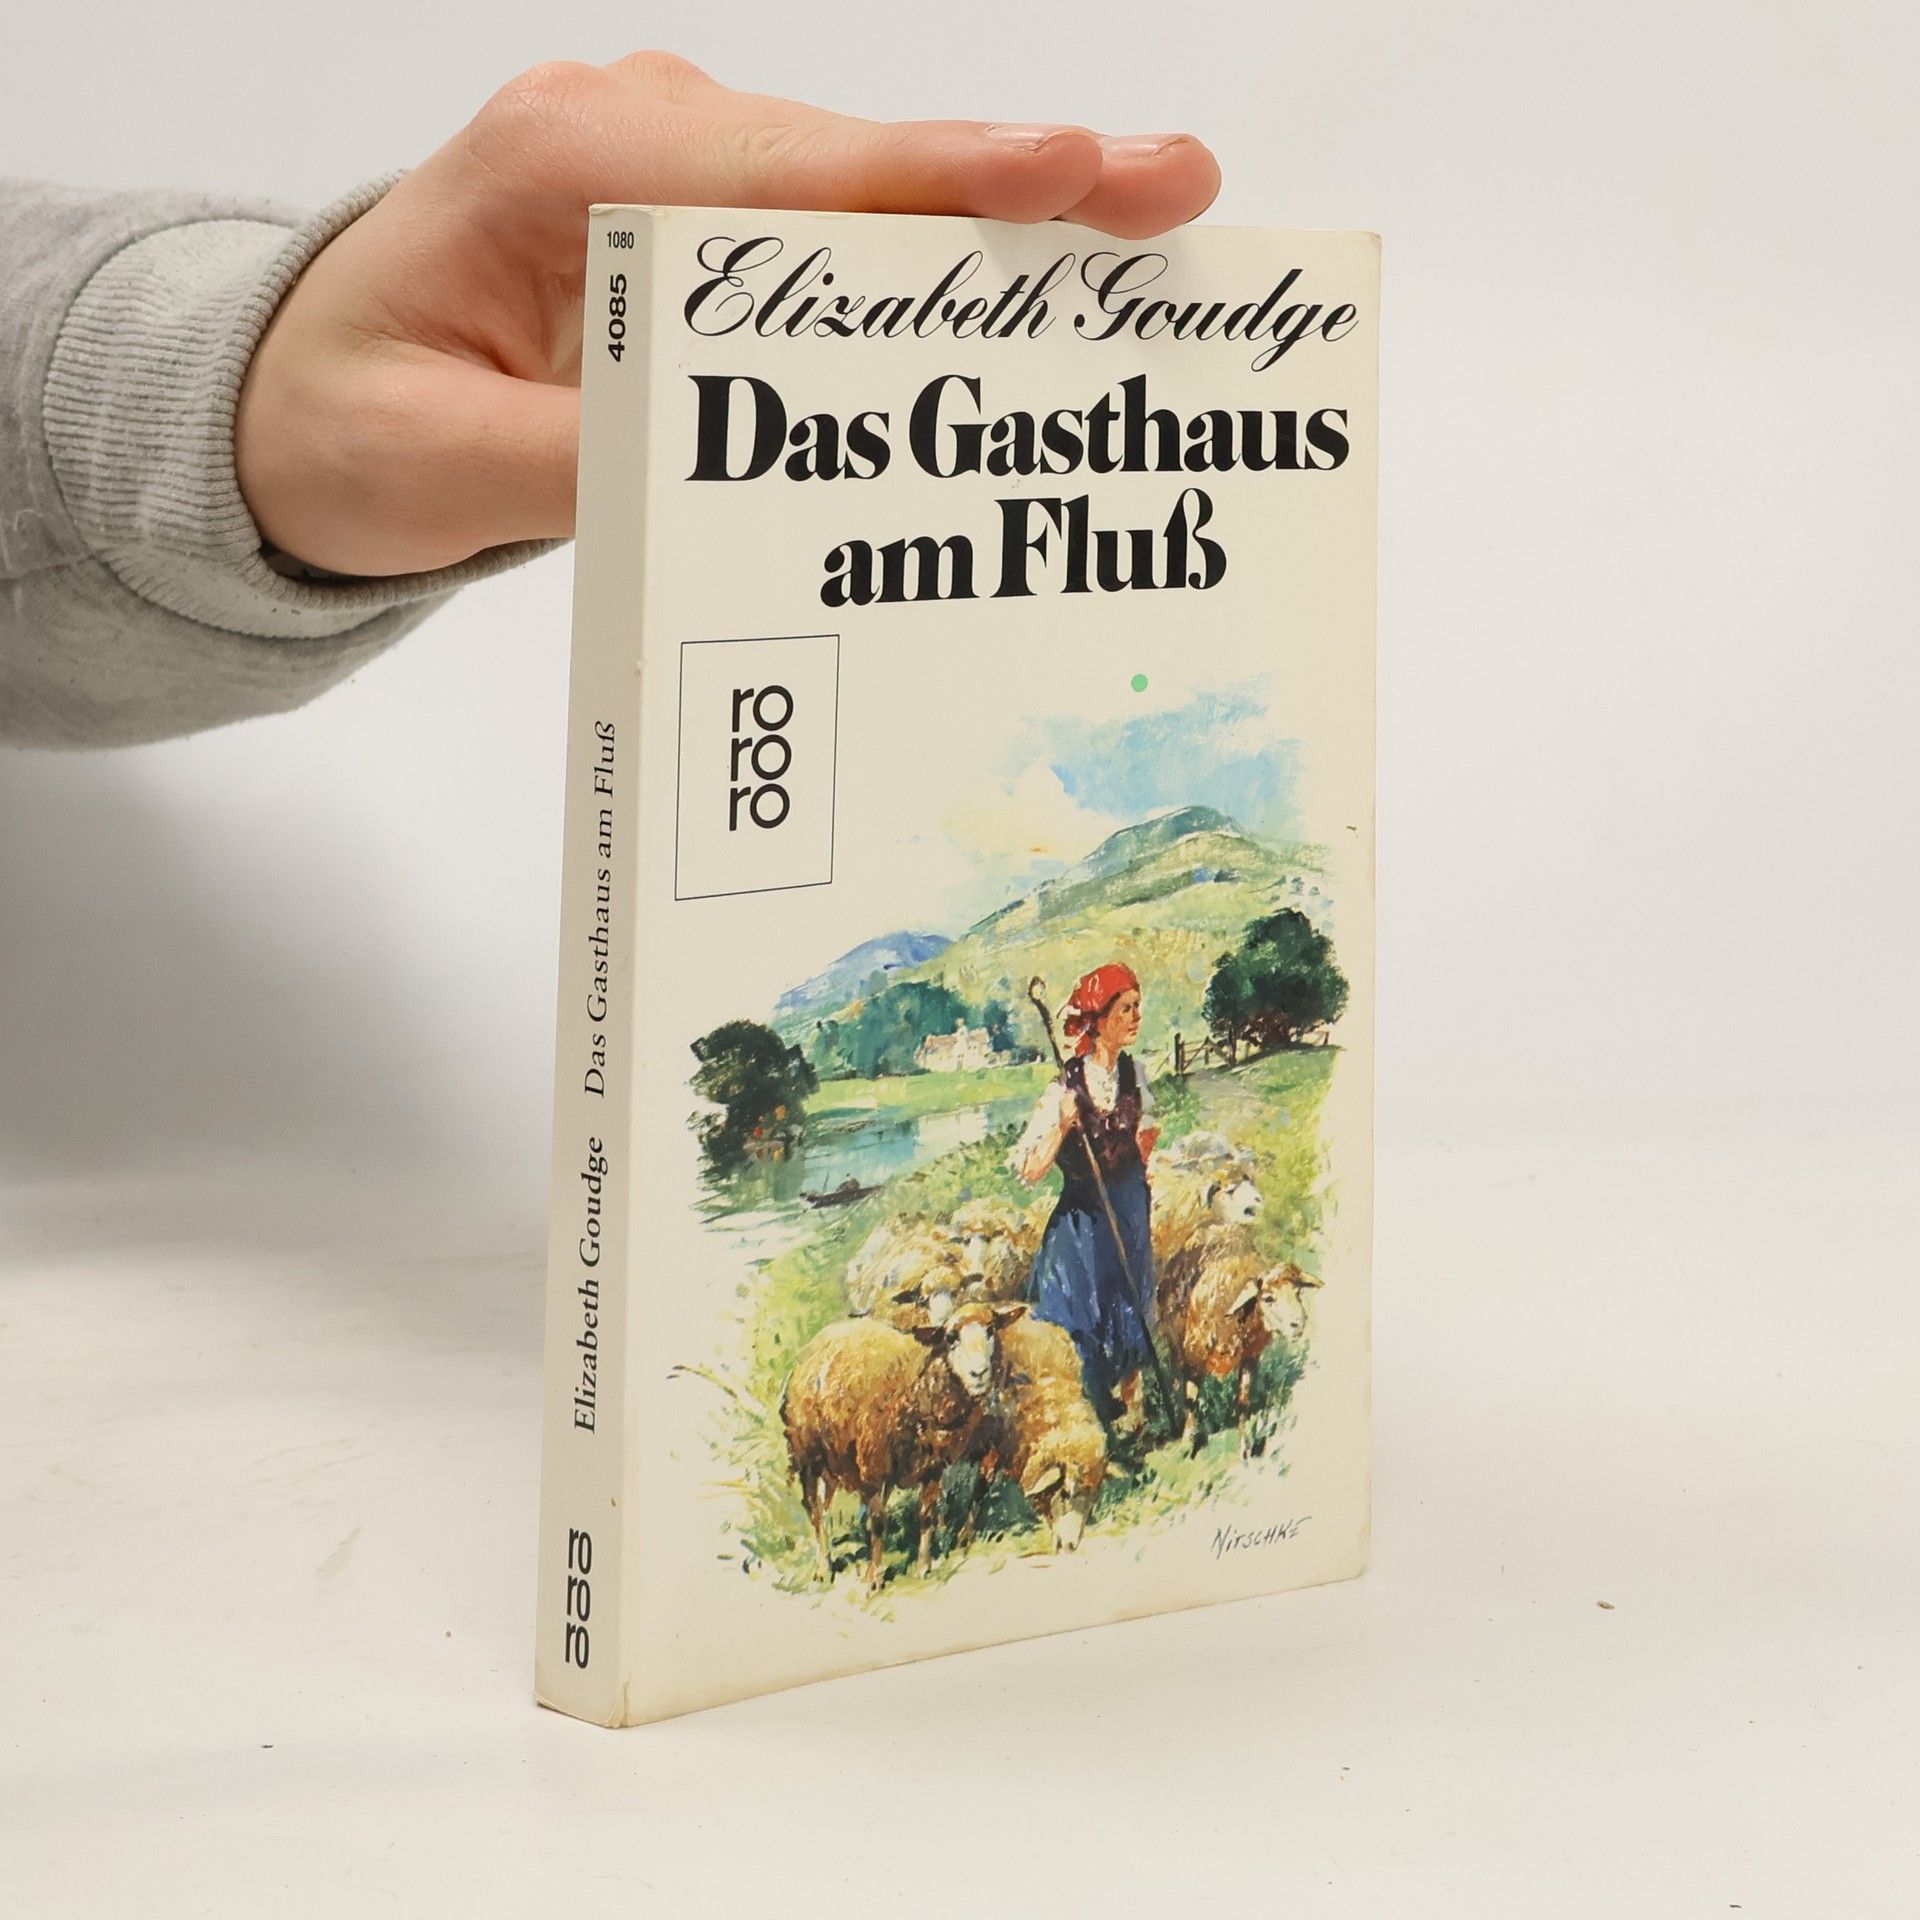 1080
4085
Elizabeth Goudge Das Gasthaus am Fluß
ro
ro
ro
Elizabeth Goudge
Das Gasthaus
am Fluß
ro
ro
ro
NITSCHKE